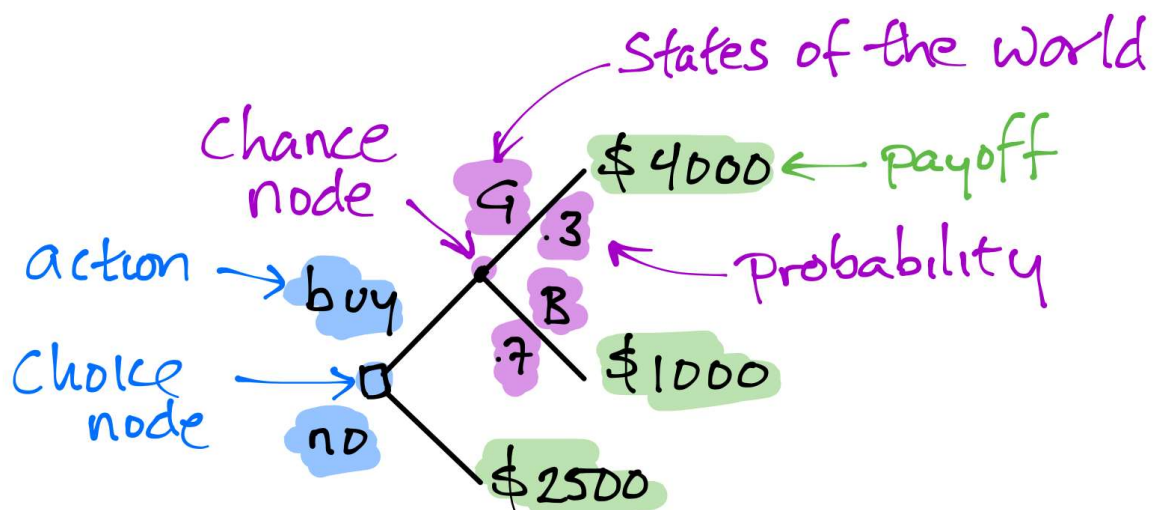 States of the world
Chance
node
G
$4000
payoff
.3
action
buy
probability
B
.7
$1000
Choice
node
no
$2500